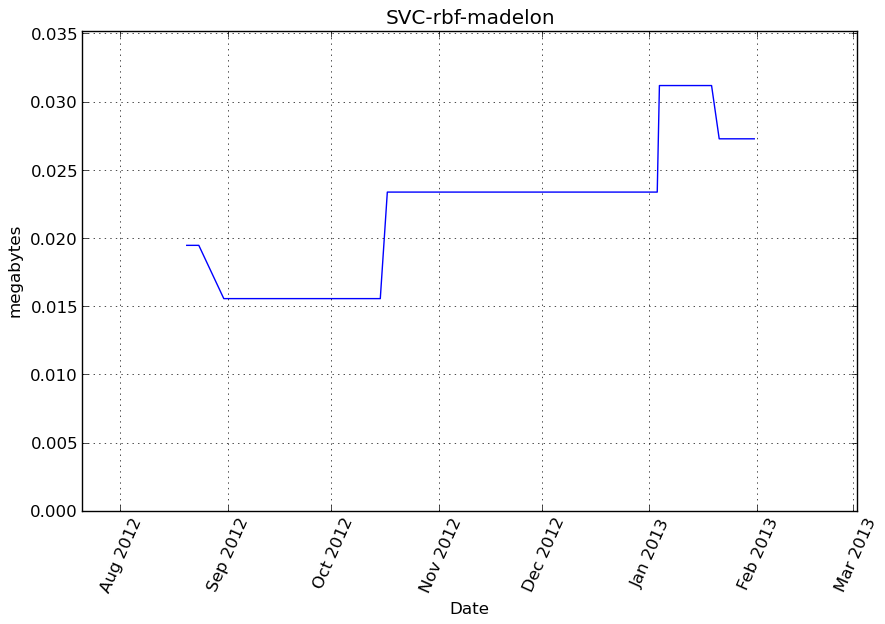 SVC-rbf-madelon
0.035
0.030
0.025
0.020
0.015
0.010
0.005
0.000
megabytes
Aug 2012
Sep 2012
Oct 2012
Nov 2012
Dec 2012
Jan 2013
Feb 2013
Mar 2013
Date